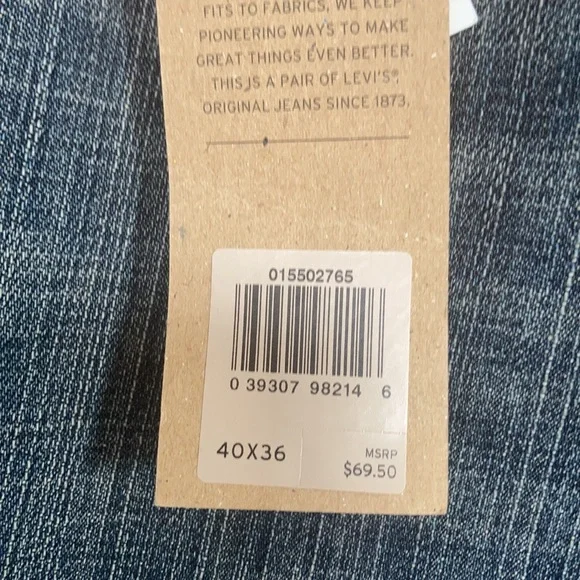 FITS TO FABRICS, WE KEEP
PIONEERING WAYS TO MAKE
GREAT THINGS EVEN BETTER.
THIS IS A PAIR OF LEVI'S®
ORIGINAL JEANS SINCE 1873.
015502765
0 39307 98214 6
40X36
MSRP
$69.50